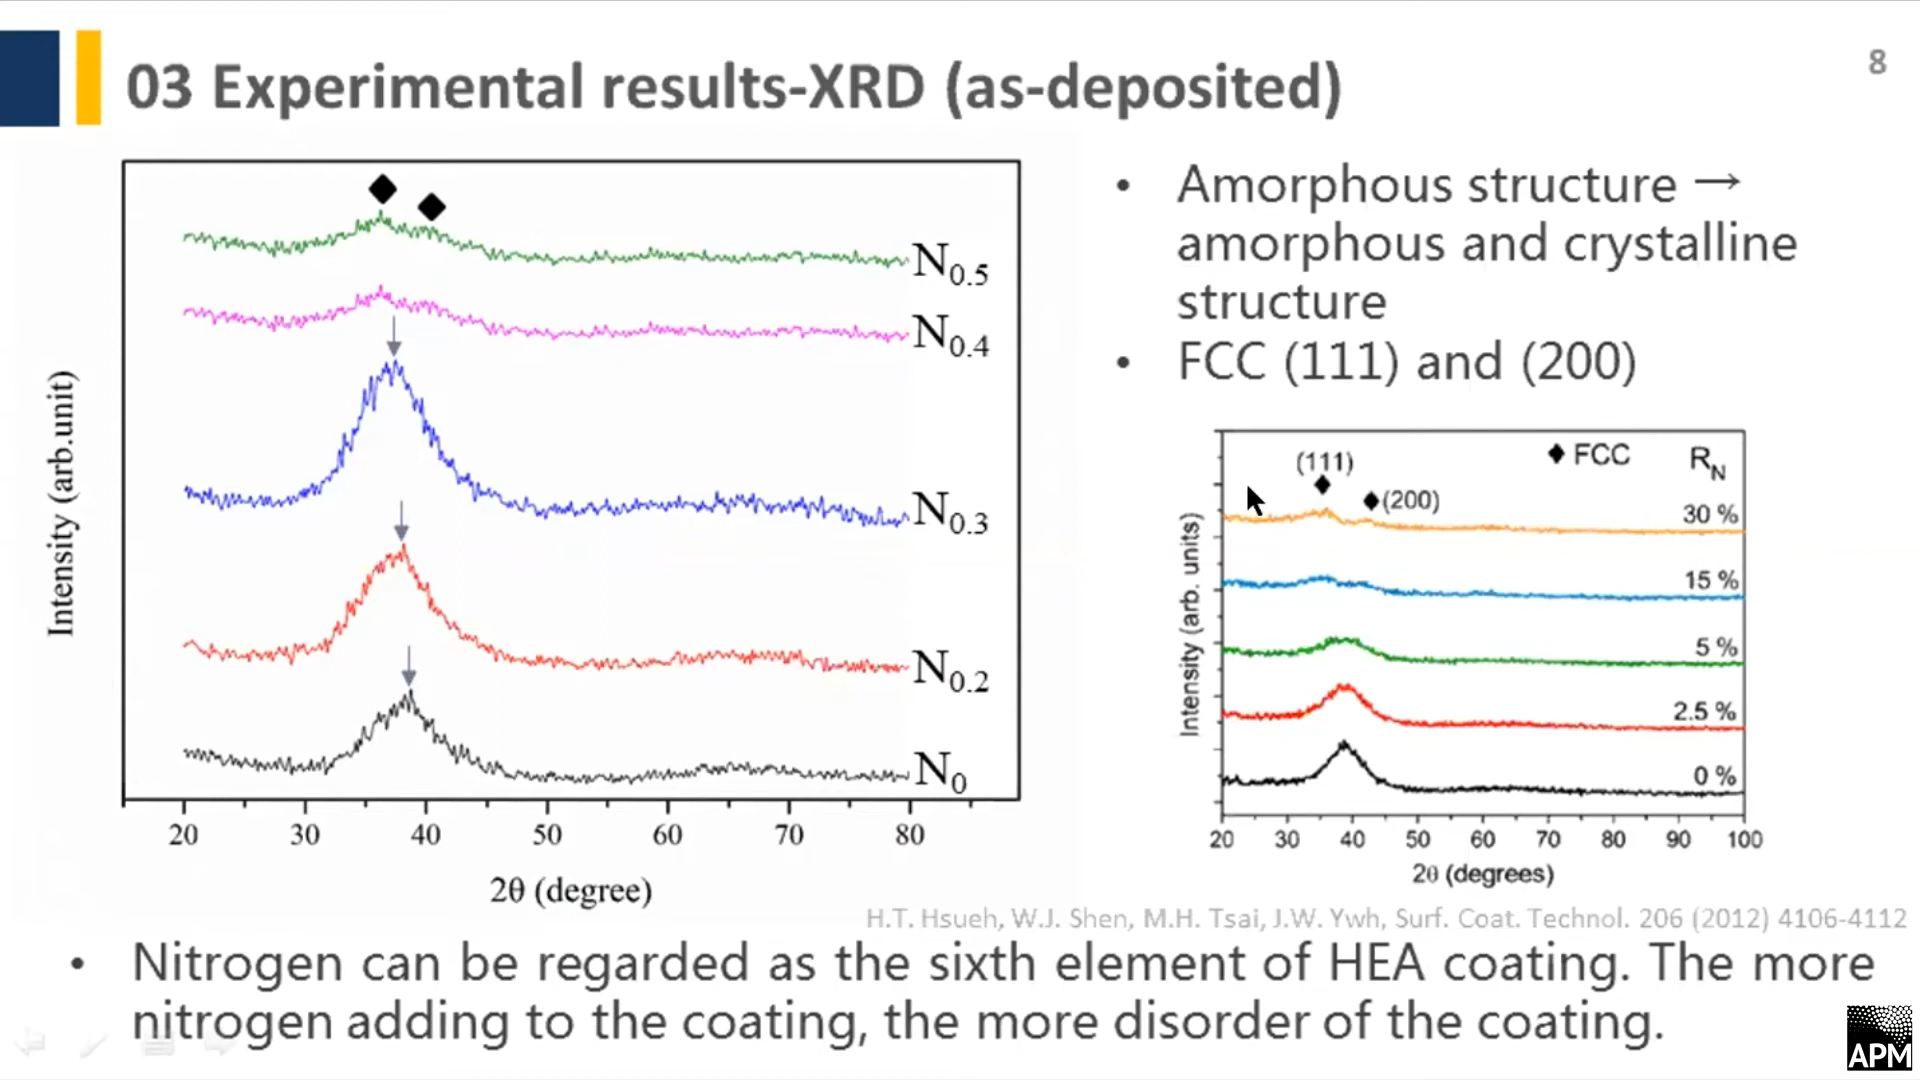 03 Experimental results-XRD (as-deposited)
8
Intensity (arb.unit)
N0.5
N0.4
N0.3
N0.2
N0
20 30 40 50 60 70 80
2θ (degree)
• Amorphous structure →
amorphous and crystalline
structure
• FCC (111) and (200)
Intensity (arb. units)
(111)
(200)
◆ FCC
RN
30 %
15 %
5 %
2.5 %
0 %
20 30 40 50 60 70 80 90 100
2θ (degrees)
H.T. Hsueh, W.J. Shen, M.H. Tsai, J.W. Ywh, Surf. Coat. Technol. 206 (2012) 4106-4112
• Nitrogen can be regarded as the sixth element of HEA coating. The more
nitrogen adding to the coating, the more disorder of the coating.
APM